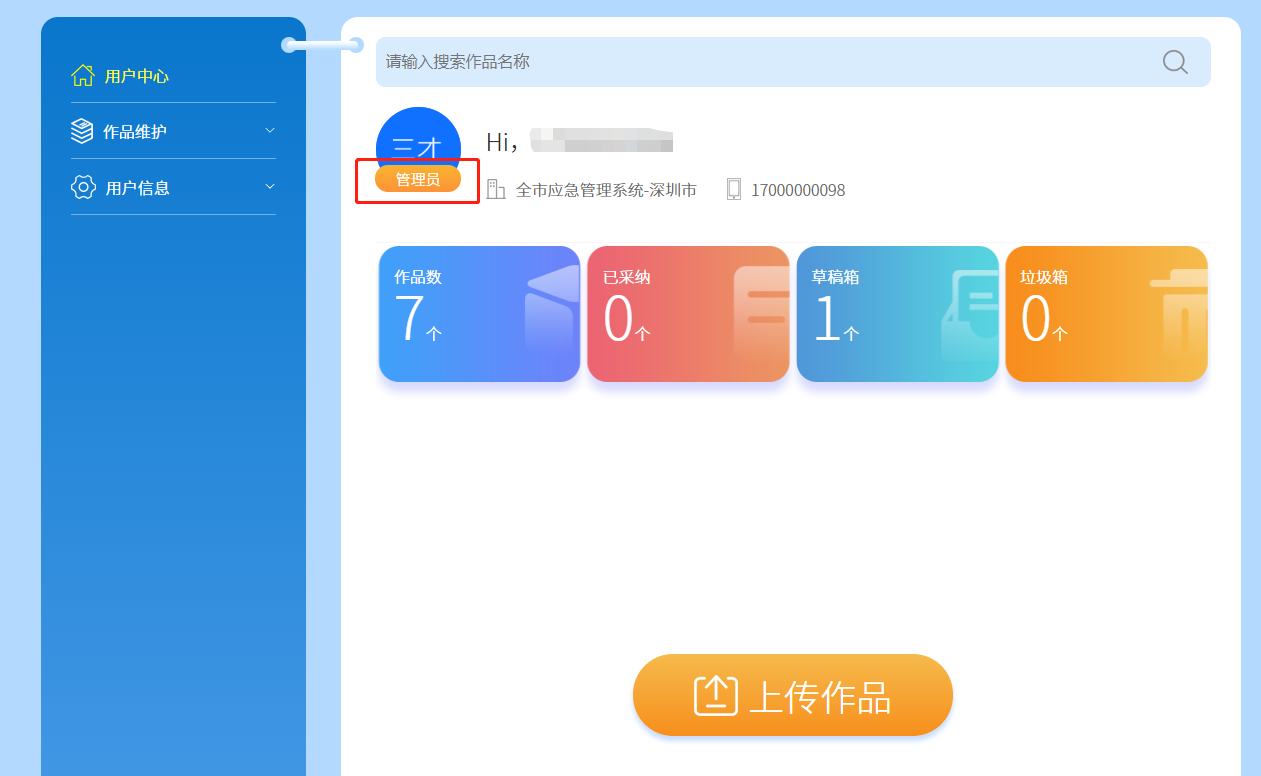 用户中心
作品维护
用户信息
请输入搜索作品名称
三才
管理员
Hi，
全市应急管理系统-深圳市
17000000098
作品数
7个
已采纳
0个
草稿箱
1个
垃圾箱
0个
上传作品